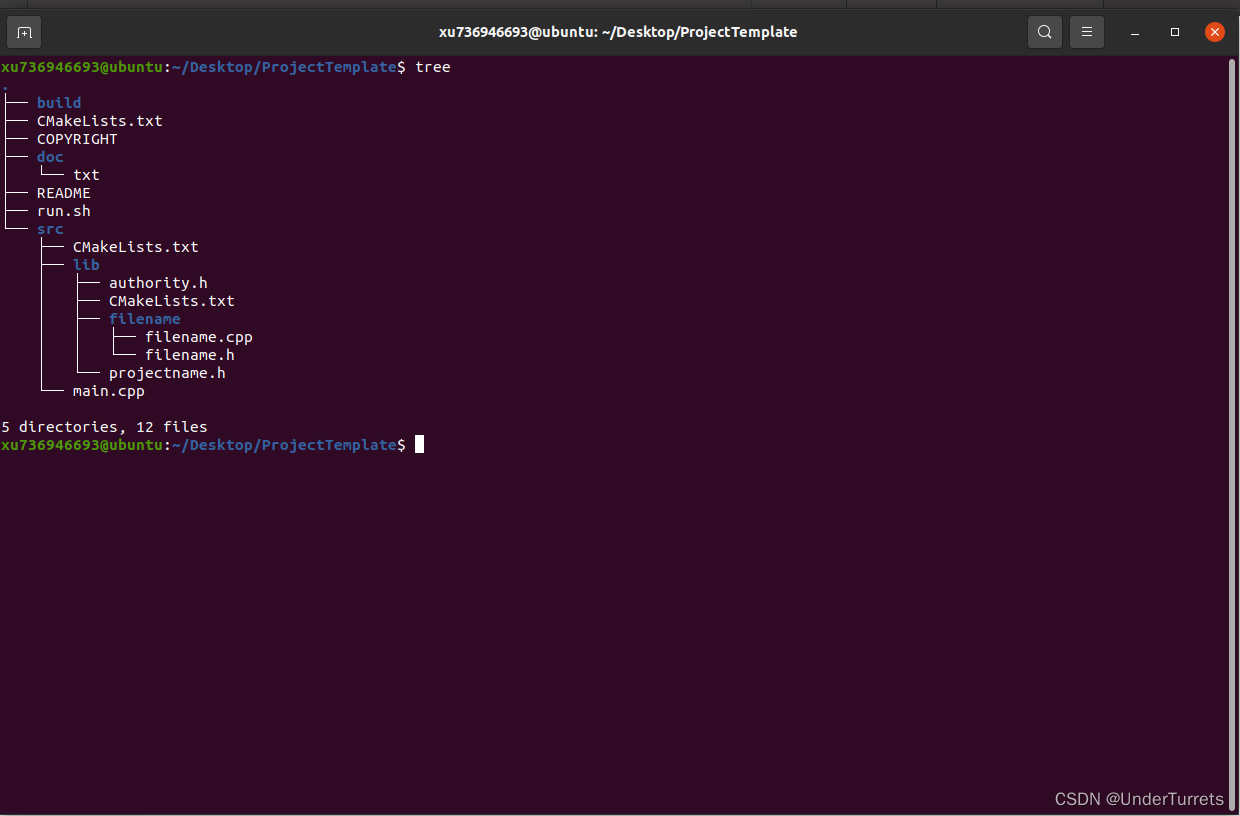 xu736946693@ubuntu: ~/Desktop/ProjectTemplate
xu736946693@ubuntu:~/Desktop/ProjectTemplate$ tree
.
├── build
├── CMakeLists.txt
├── COPYRIGHT
├── doc
│   └── txt
├── README
├── run.sh
└── src
    ├── CMakeLists.txt
    ├── lib
    │   ├── authority.h
    │   ├── CMakeLists.txt
    │   ├── filename
    │   │   ├── filename.cpp
    │   │   └── filename.h
    │   └── projectname.h
    └── main.cpp
5 directories, 12 files
xu736946693@ubuntu:~/Desktop/ProjectTemplate$
CSDN @UnderTurrets